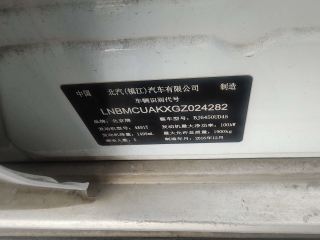 中国 北汽(镇江)汽车有限公司 制造
车辆识别代号
LNBMCUAKXGZ024282
品牌:北京牌 整车型号:BJ6450UD4B
发动机型号:4A91T 发动机最大净功率:100kW
发动机排量:1499mL 最大允许总质量:1900kg
乘坐人数:5 制造年月:2016年12月